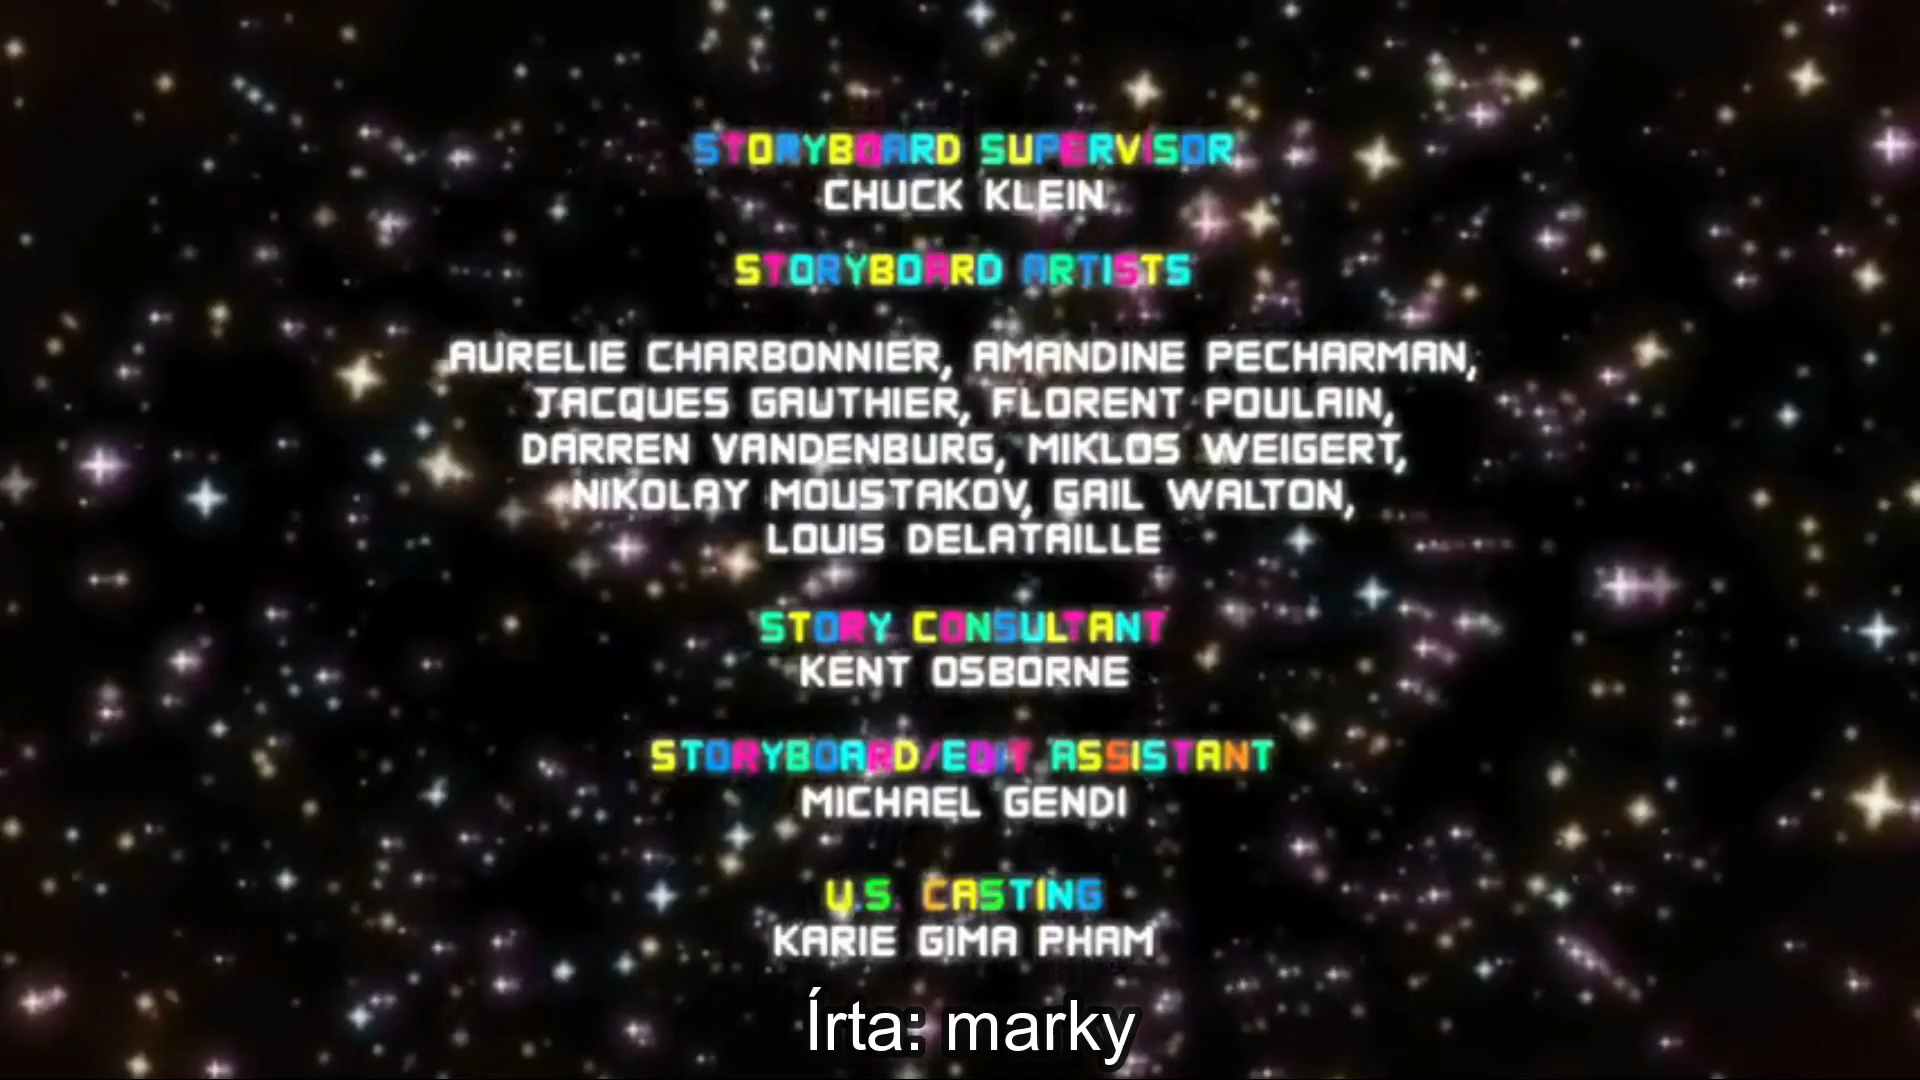 STORYBOARD SUPERVISOR
CHUCK KLEIN
STORYBOARD ARTISTS
AURELIE CHARBONNIER, AMANDINE PECHARMAN,
JACQUES GAUTHIER, FLORENT POULAIN,
DARREN VANDENBURG, MIKLOS WEIGERT,
NIKOLAY MOUSTAKOV, GAIL WALTON,
LOUIS DELATAILLE
STORY CONSULTANT
KENT OSBORNE
STORYBOARD/EDIT ASSISTANT
MICHAEL GENDI
U.S. CASTING
KARIE GIMA PHAM
Írta: marky